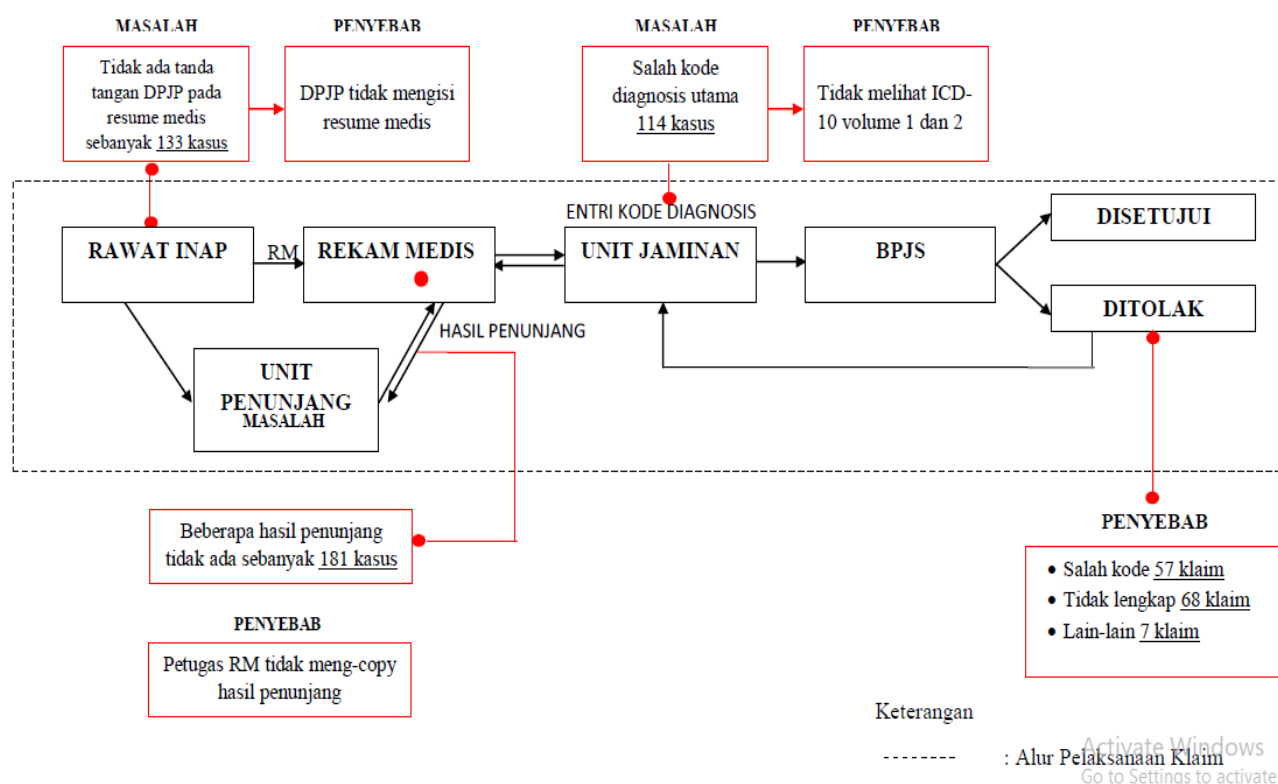 MASALAH
PENYEBAB
MASALAH
PENYEBAB
Tidak ada tanda
tangan DPJP pada
resume medis
sebanyak 133 kasus
DPJP tidak mengisi
resume medis
Salah kode
diagnosis utama
114 kasus
Tidak melihat ICD-
10 volume 1 dan 2
ENTRI KODE DIAGNOSIS
RAWAT INAP
RM
REKAM MEDIS
UNIT JAMINAN
BPJS
DISETUJUI
DITOLAK
HASIL PENUNJANG
UNIT
PENUNJANG
MASALAH
Beberapa hasil penunjang
tidak ada sebanyak 181 kasus
PENYEBAB
Petugas RM tidak meng-copy
hasil penunjang
PENYEBAB
• Salah kode 57 klaim
• Tidak lengkap 68 klaim
• Lain-lain 7 klaim
Keterangan
-------- : Alur Pelaksanaan Klaim
Activate Windows
Go to Settings to activate